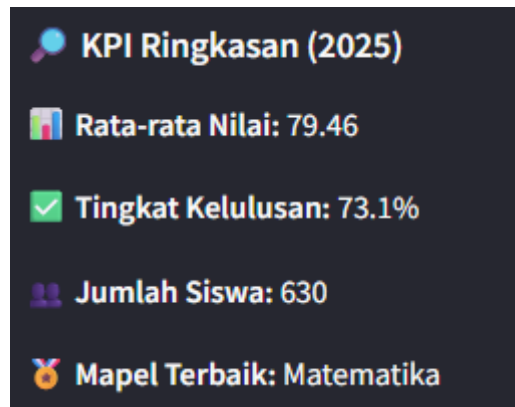 KPI Ringkasan (2025)
Rata-rata Nilai: 79.46
Tingkat Kelulusan: 73.1%
Jumlah Siswa: 630
Mapel Terbaik: Matematika